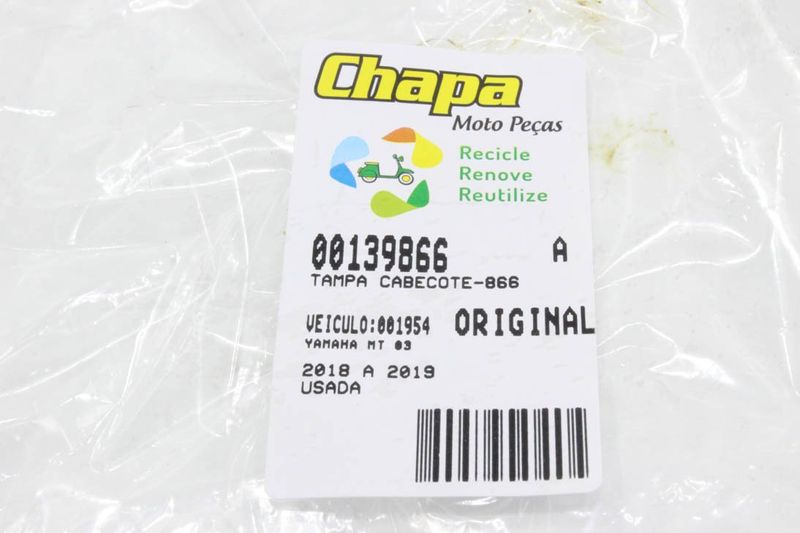 Chapa
Moto Peças
Recicle
Renove
Reutilize
00139866 A
TAMPA CABECOTE-866
VEICULO:001954 ORIGINAL
YAMAHA MT 03
2018 A 2019
USADA